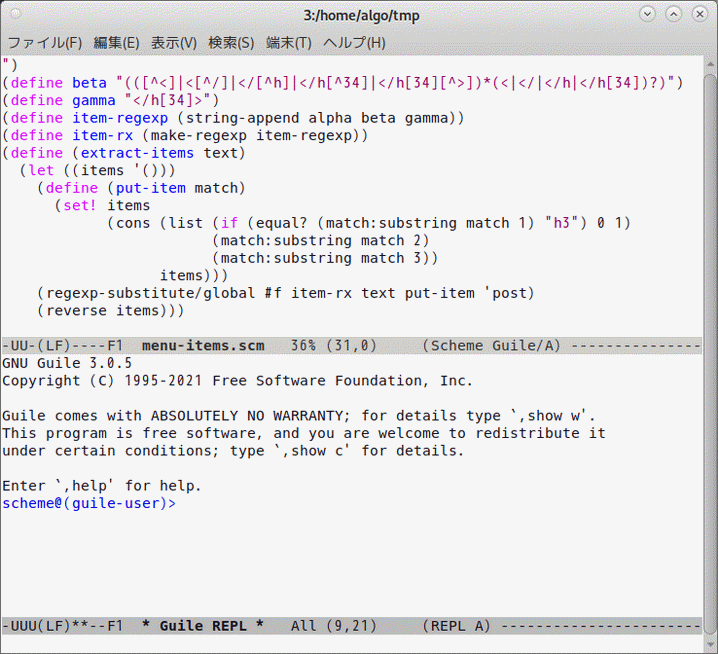 3:/home/algo/tmp
ファイル(F) 編集(E) 表示(V) 検索(S) 端末(T) ヘルプ(H)
")
(define beta "(([^<]|<[^/]|</[^h]|</h[^34]|</h[34][^>])*(<|</|</h|</h[34])?)")
(define gamma "</h[34]>")
(define item-regexp (string-append alpha beta gamma))
(define item-rx (make-regexp item-regexp))
(define (extract-items text)
  (let ((items '()))
    (define (put-item match)
      (set! items
            (cons (list (if (equal? (match:substring match 1) "h3") 0 1)
                        (match:substring match 2)
                        (match:substring match 3))
                  items)))
    (regexp-substitute/global #f item-rx text put-item 'post)
    (reverse items)))
-UU-(LF)----F1  menu-items.scm   36% (31,0)     (Scheme Guile/A) ---------------
GNU Guile 3.0.5
Copyright (C) 1995-2021 Free Software Foundation, Inc.
Guile comes with ABSOLUTELY NO WARRANTY; for details type `,show w'.
This program is free software, and you are welcome to redistribute it
under certain conditions; type `,show c' for details.
Enter `,help' for help.
scheme@(guile-user)>
-UUU(LF)**--F1  * Guile REPL *   All (9,21)     (REPL A) -----------------------